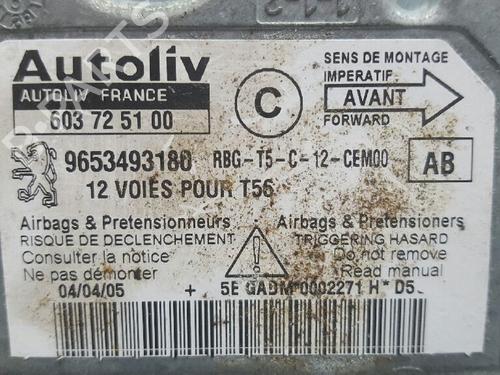 Autoliv
AUTOLIV FRANCE
603 72 51 00
C
SENS DE MONTAGE
IMPERATIF
AVANT
FORWARD
9653493180 RBG-T5-C-12-CEM00
AB
12 VOIES POUR T56
Airbags & Pretensionneurs
RISQUE DE DECLENCHEMENT
Consulter la notice
Ne pas démonter
Airbags & Pretensioners
TRIGGERING HASARD
Do not remove
Read manual
04/04/05 + 5E GADM*0002271 H* D5